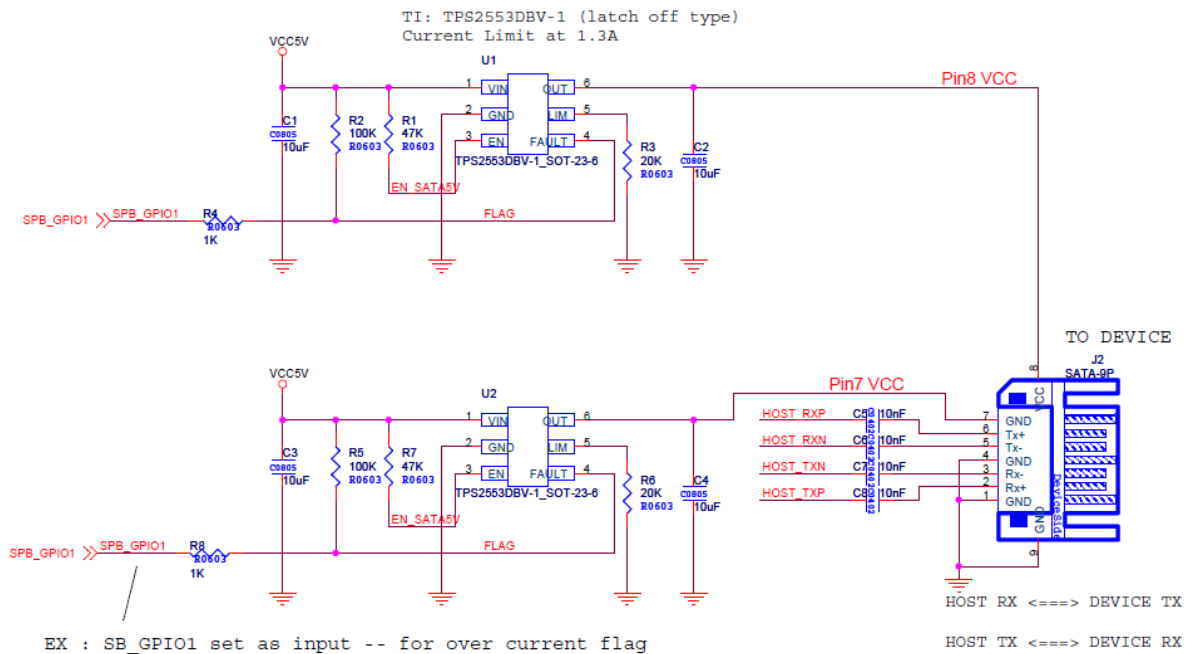 TI: TPS2553DBV-1 (latch off type)
Current Limit at 1.3A
VCC5V
U1
1 VIN OUT 6
2 GND LIM 5
3 EN FAULT 4
TPS2553DBV-1_SOT-23-6
Pin8 VCC
C1
C0805
10uF
R2
100K
R0603
R1
47K
R0603
R3
20K
R0603
C2
C0805
10uF
EN_SATA5V
SPB_GPIO1
SPB_GPIO1
R4
R0603
1K
FLAG
TO DEVICE
J2
SATA-9P
8
VCC
7 GND
6 Tx+
5 Tx-
4 GND
3 Rx-
2 Rx+
1 GND
GND
9
DeviceSide
VCC5V
U2
1 VIN OUT 6
2 GND LIM 5
3 EN FAULT 4
TPS2553DBV-1_SOT-23-6
Pin7 VCC
C3
C0805
10uF
R5
100K
R0603
R7
47K
R0603
R6
20K
R0603
C4
C0805
10uF
HOST_RXP C5 10nF
HOST_RXN C6 10nF
HOST_TXN C7 10nF
HOST_TXP C8 10nF
EN_SATA5V
SPB_GPIO1
SPB_GPIO1
R8
R0603
1K
FLAG
HOST RX <===> DEVICE TX
HOST TX <===> DEVICE RX
EX : SB_GPIO1 set as input -- for over current flag